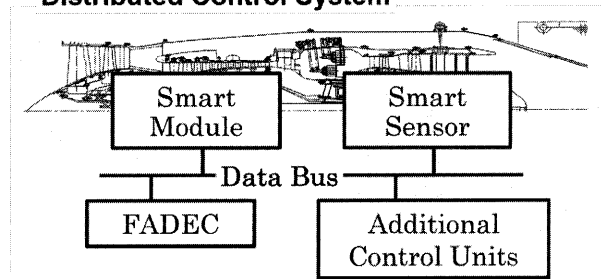 Distributed Control System
Smart
Module
Smart
Sensor
Data Bus
FADEC
Additional
Control Units